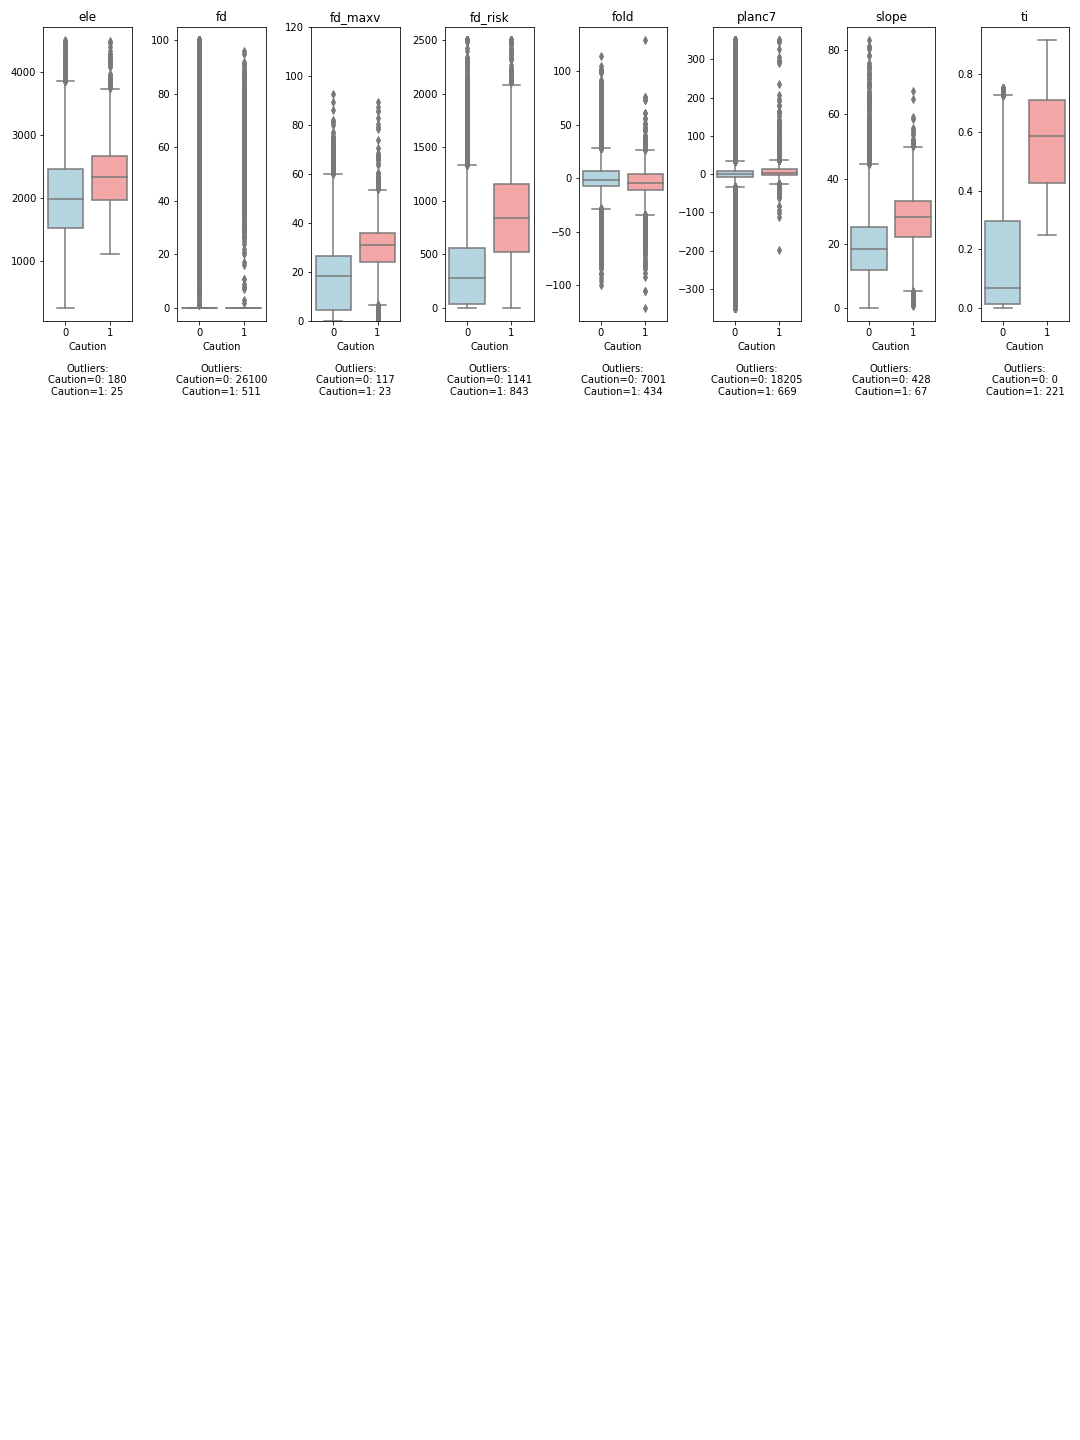 ele
4000
3000
2000
1000
0 1
Caution
Outliers:
Caution=0: 180
Caution=1: 25
fd
100
80
60
40
20
0
0 1
Caution
Outliers:
Caution=0: 26100
Caution=1: 511
fd_maxv
120
100
80
60
40
20
0
0 1
Caution
Outliers:
Caution=0: 117
Caution=1: 23
fd_risk
2500
2000
1500
1000
500
0
0 1
Caution
Outliers:
Caution=0: 1141
Caution=1: 843
fold
100
50
0
−50
−100
0 1
Caution
Outliers:
Caution=0: 7001
Caution=1: 434
planc7
300
200
100
0
−100
−200
−300
0 1
Caution
Outliers:
Caution=0: 18205
Caution=1: 669
slope
80
60
40
20
0
0 1
Caution
Outliers:
Caution=0: 428
Caution=1: 67
ti
0.8
0.6
0.4
0.2
0.0
0 1
Caution
Outliers:
Caution=0: 0
Caution=1: 221